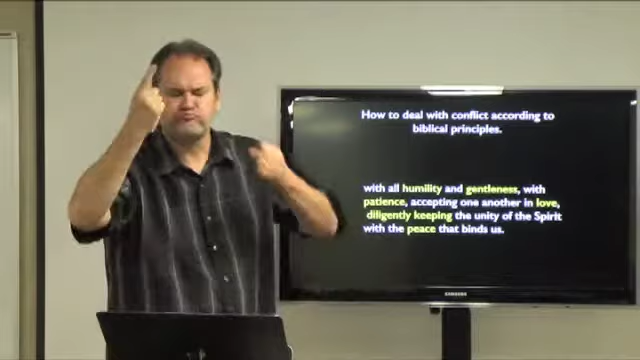 How to deal with conflict according to
biblical principles.
with all humility and gentleness, with
patience, accepting one another in love,
diligently keeping the unity of the Spirit
with the peace that binds us.
SAMSUNG